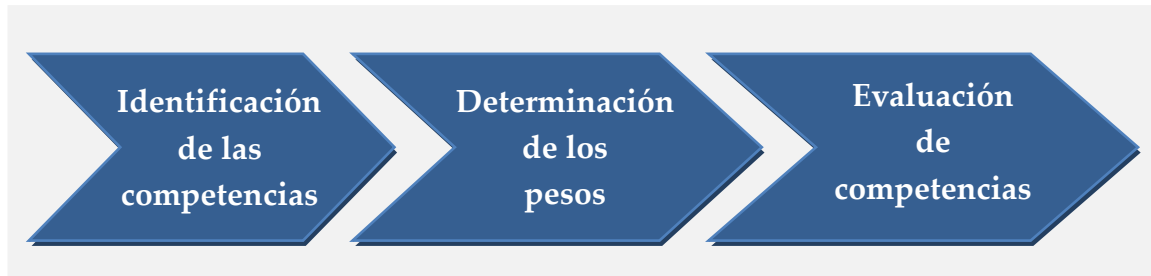 Identificación
de las
competencias
Determinación
de los
pesos
Evaluación
de
competencias